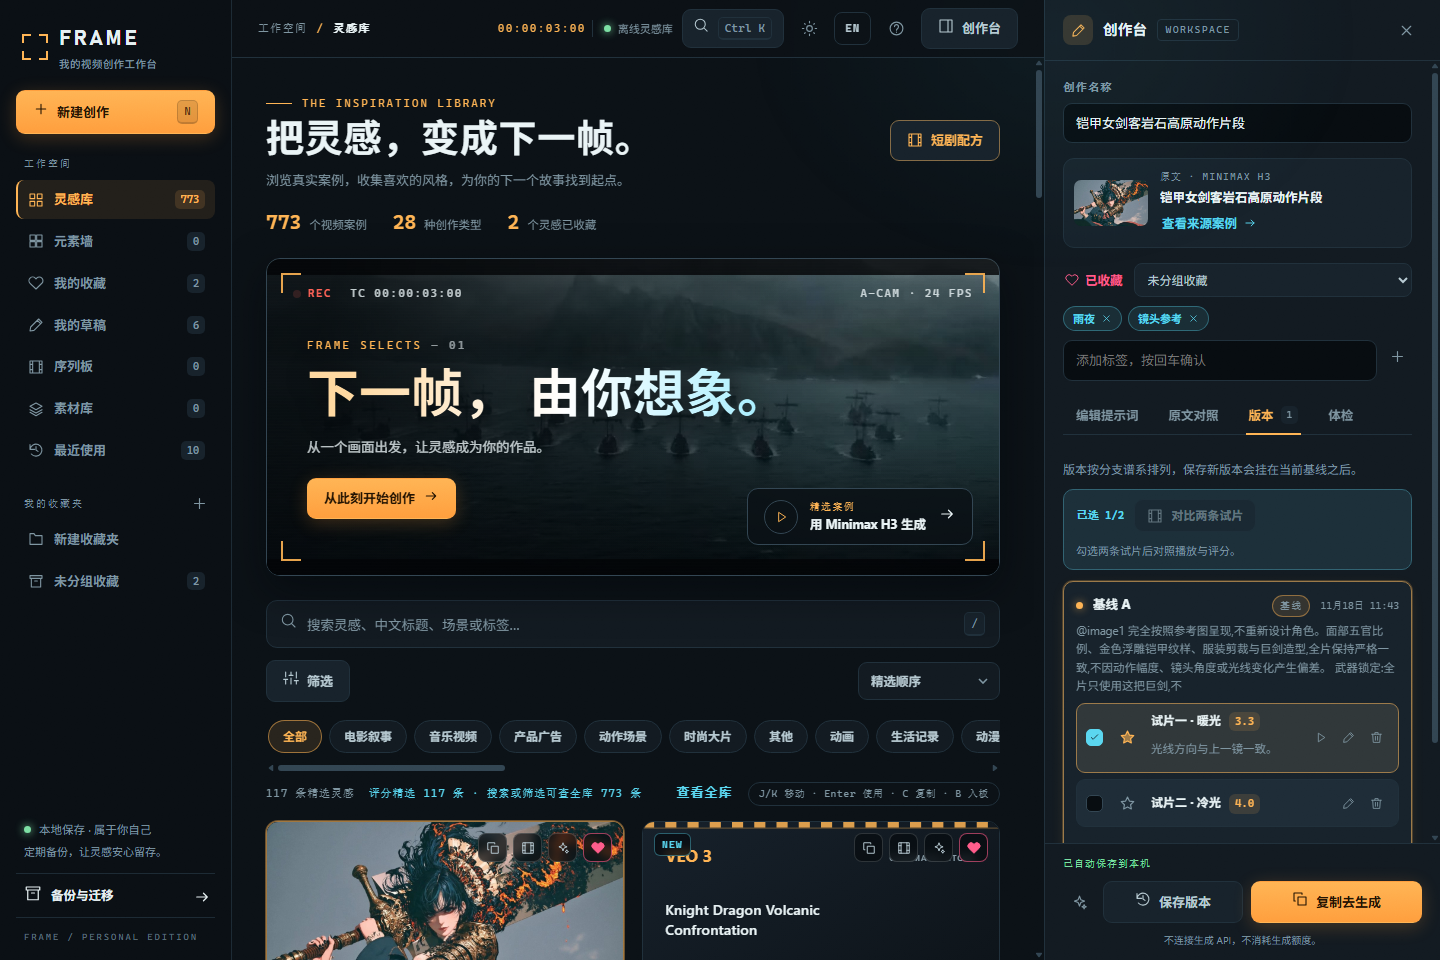 FRAME
我的视频创作工作台
新建创作 N
工作空间
灵感库 773
元素墙 0
我的收藏 2
我的草稿 6
序列板 0
素材库 0
最近使用 10
我的收藏夹
新建收藏夹
未分组收藏 2
本地保存 · 属于你自己
定期备份，让灵感安心留存。
备份与迁移
FRAME / PERSONAL EDITION
工作空间 / 灵感库
00:00:03:00 离线灵感库
Ctrl K
EN
创作台
THE INSPIRATION LIBRARY
把灵感，变成下一帧。
浏览真实案例，收集喜欢的风格，为你的下一个故事找到起点。
短剧配方
773 个视频案例 28 种创作类型 2 个灵感已收藏
REC TC 00:00:03:00
A-CAM · 24 FPS
FRAME SELECTS — 01
下一帧， 由你想象。
从一个画面出发，让灵感成为你的作品。
从此刻开始创作
精选案例
用 Minimax H3 生成
搜索灵感、中文标题、场景或标签... /
筛选
精选顺序
全部 电影叙事 音乐视频 产品广告 动作场景 时尚大片 其他 动画 生活记录 动漫
117 条精选灵感 评分精选 117 条 · 搜索或筛选可查全库 773 条 查看全库
J/K 移动 · Enter 使用 · C 复制 · B 入板
NEW
VEO 3
Knight Dragon Volcanic
Confrontation
创作台 WORKSPACE
创作名称
铠甲女剑客岩石高原动作片段
原文 · MINIMAX H3
铠甲女剑客岩石高原动作片段
查看来源案例
已收藏 未分组收藏
雨夜 镜头参考
添加标签，按回车确认
编辑提示词 原文对照 版本 1 体检
版本按分支谱系排列，保存新版本会挂在当前基线之后。
已选 1/2 对比两条试片
勾选两条试片后对照播放与评分。
基线 A 基线 11月18日 11:43
@image1 完全按照参考图呈现,不重新设计角色。面部五官比
例、金色浮雕铠甲纹样、服装剪裁与巨剑造型,全片保持严格一
致,不因动作幅度、镜头角度或光线变化产生偏差。 武器锁定:全
片只使用这把巨剑,不
试片一 · 暖光 3.3
光线方向与上一镜一致。
试片二 · 冷光 4.0
已自动保存到本机
保存版本
复制去生成
不连接生成 API，不消耗生成额度。